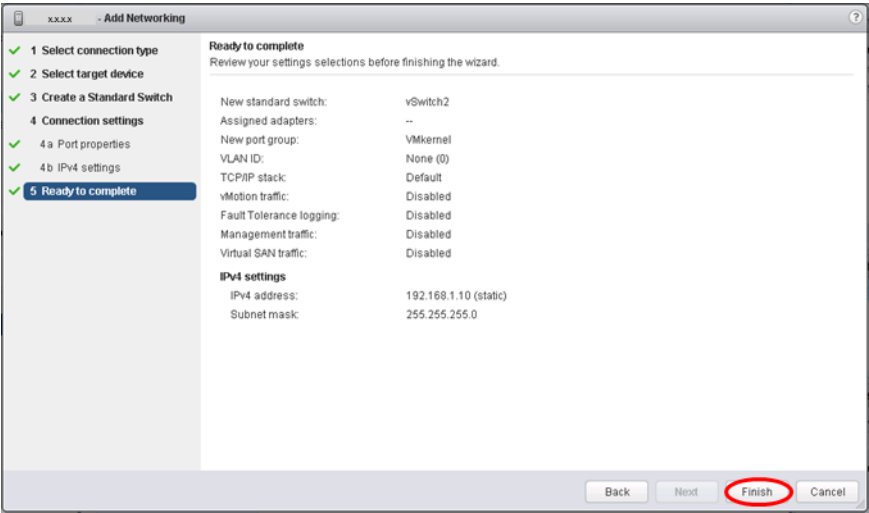 xxxx - Add Networking
?
1 Select connection type
2 Select target device
3 Create a Standard Switch
4 Connection settings
4a Port properties
4b IPv4 settings
5 Ready to complete
Ready to complete
Review your settings selections before finishing the wizard.
New standard switch: vSwitch2
Assigned adapters: --
New port group: VMkernel
VLAN ID: None (0)
TCP/IP stack: Default
vMotion traffic: Disabled
Fault Tolerance logging: Disabled
Management traffic: Disabled
Virtual SAN traffic: Disabled
IPv4 settings
IPv4 address: 192.168.1.10 (static)
Subnet mask: 255.255.255.0
Back Next Finish Cancel